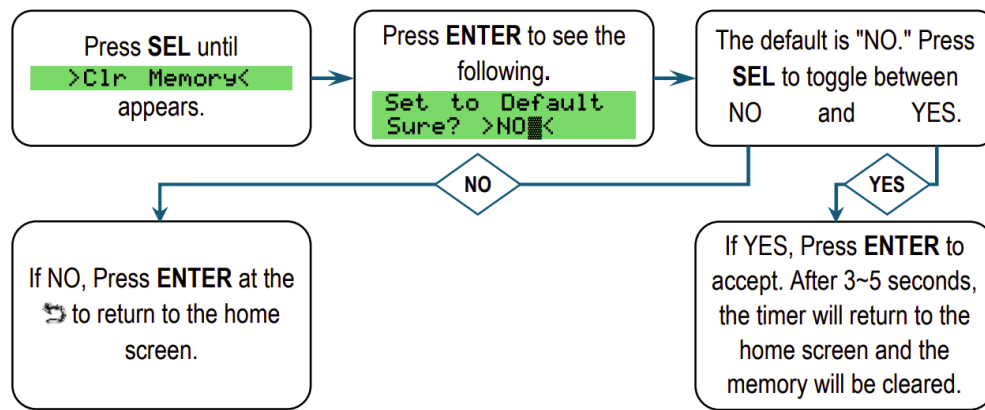 Press SEL until
>Clr Memory<
appears.
Press ENTER to see the
following.
Set to Default
Sure? >NO▓<
The default is "NO." Press
SEL to toggle between
NO and YES.
NO
YES
If NO, Press ENTER at the
⮌ to return to the home
screen.
If YES, Press ENTER to
accept. After 3~5 seconds,
the timer will return to the
home screen and the
memory will be cleared.